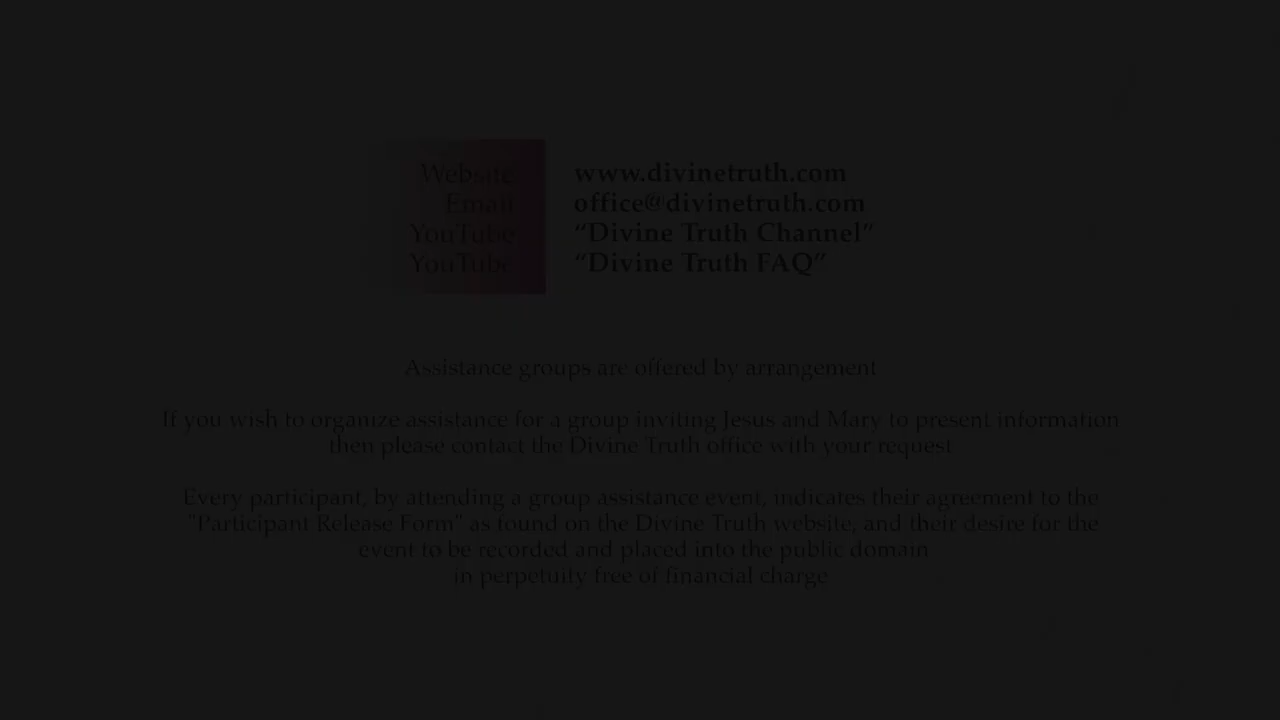 Website www.divinetruth.com
Email office@divinetruth.com
YouTube “Divine Truth Channel”
YouTube “Divine Truth FAQ”
Assistance groups are offered by arrangement
If you wish to organize assistance for a group inviting Jesus and Mary to present information
then please contact the Divine Truth office with your request
Every participant, by attending a group assistance event, indicates their agreement to the
"Participant Release Form" as found on the Divine Truth website, and their desire for the
event to be recorded and placed into the public domain
in perpetuity free of financial charge